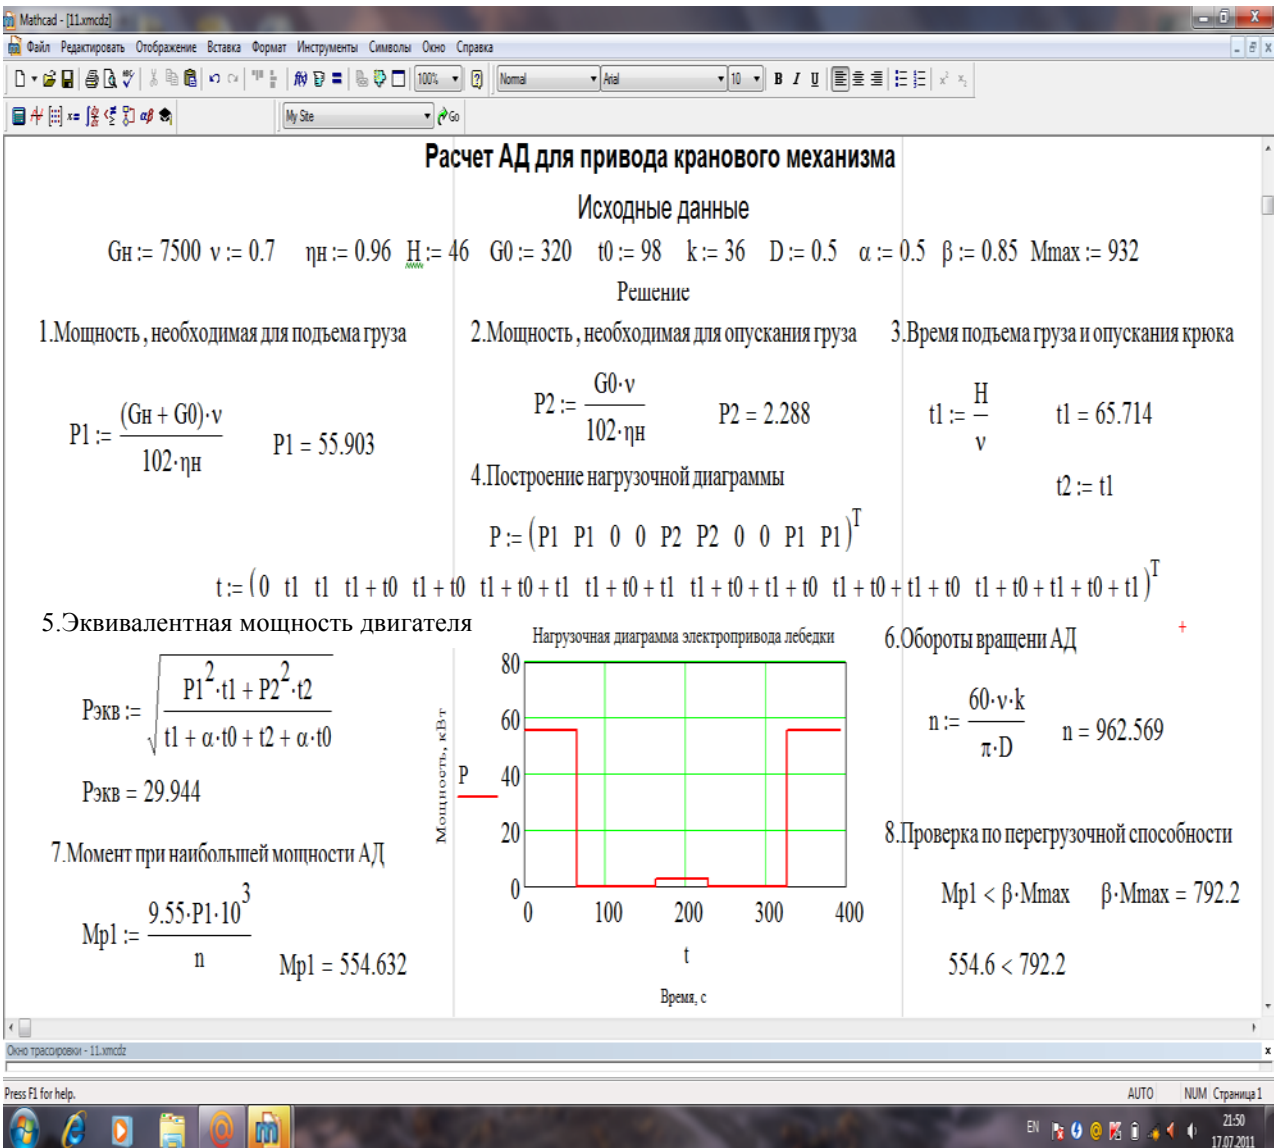 Mathcad - [11.xmcdz]
Файл Редактировать Отображение Вставка Формат Инструменты Символы Окно Справка
100% Normal Arial 10 B I U
My Site Go
Расчет АД для привода кранового механизма
Исходные данные
Gн := 7500 ν := 0.7 ηн := 0.96 H := 46 G0 := 320 t0 := 98 k := 36 D := 0.5 α := 0.5 β := 0.85 Mmax := 932
Решение
1.Мощность , необходимая для подъема груза
2.Мощность , необходимая для опускания груза
3.Время подъема груза и опускания крюка
P1 := (Gн + G0)·ν / 102·ηн P1 = 55.903
P2 := G0·ν / 102·ηн P2 = 2.288
t1 := H / ν t1 = 65.714
t2 := t1
4.Построение нагрузочной диаграммы
P := (P1 P1 0 0 P2 P2 0 0 P1 P1)^T
t := (0 t1 t1 t1 + t0 t1 + t0 t1 + t0 + t1 t1 + t0 + t1 t1 + t0 + t1 + t0 t1 + t0 + t1 + t0 t1 + t0 + t1 + t0 + t1)^T
5.Эквивалентная мощность двигателя
Pэкв := √(P1²·t1 + P2²·t2 / t1 + α·t0 + t2 + α·t0)
Pэкв = 29.944
Нагрузочная диаграмма электропривода лебедки
Мощность, кВт
P
80
60
40
20
0
0 100 200 300 400
t
Время, с
6.Обороты вращени АД
n := 60·ν·k / π·D n = 962.569
7.Момент при наибольшей мощности АД
Mp1 := 9.55·P1·10³ / n Mp1 = 554.632
8.Проверка по перегрузочной способности
Mp1 < β·Mmax β·Mmax = 792.2
554.6 < 792.2
Окно трассировки - 11.xmcdz
Press F1 for help.
AUTO NUM Страница 1
EN 21:50
17.07.2011